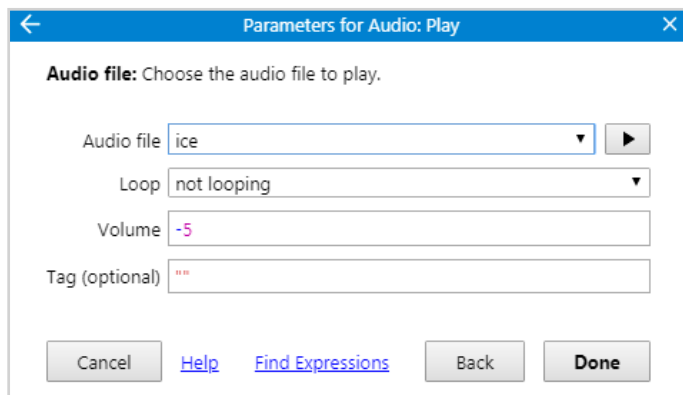 Parameters for Audio: Play
Audio file: Choose the audio file to play.
Audio file ice
Loop not looping
Volume -5
Tag (optional) ""
Cancel Help Find Expressions Back Done